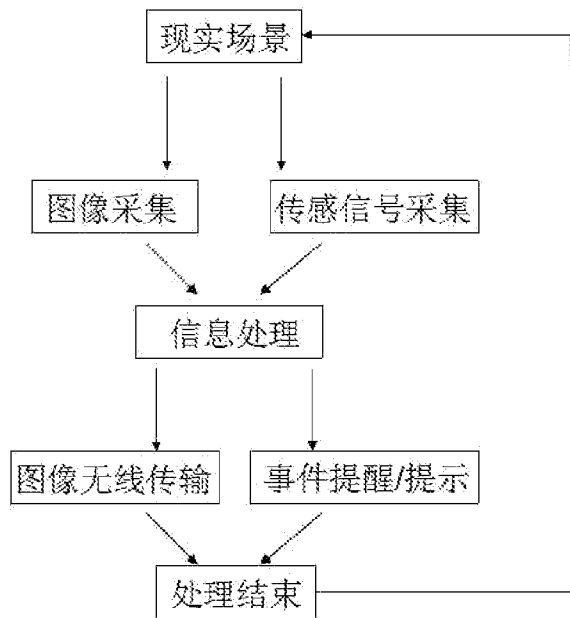 现实场景
图像采集
传感信号采集
信息处理
图像无线传输
事件提醒/提示
处理结束